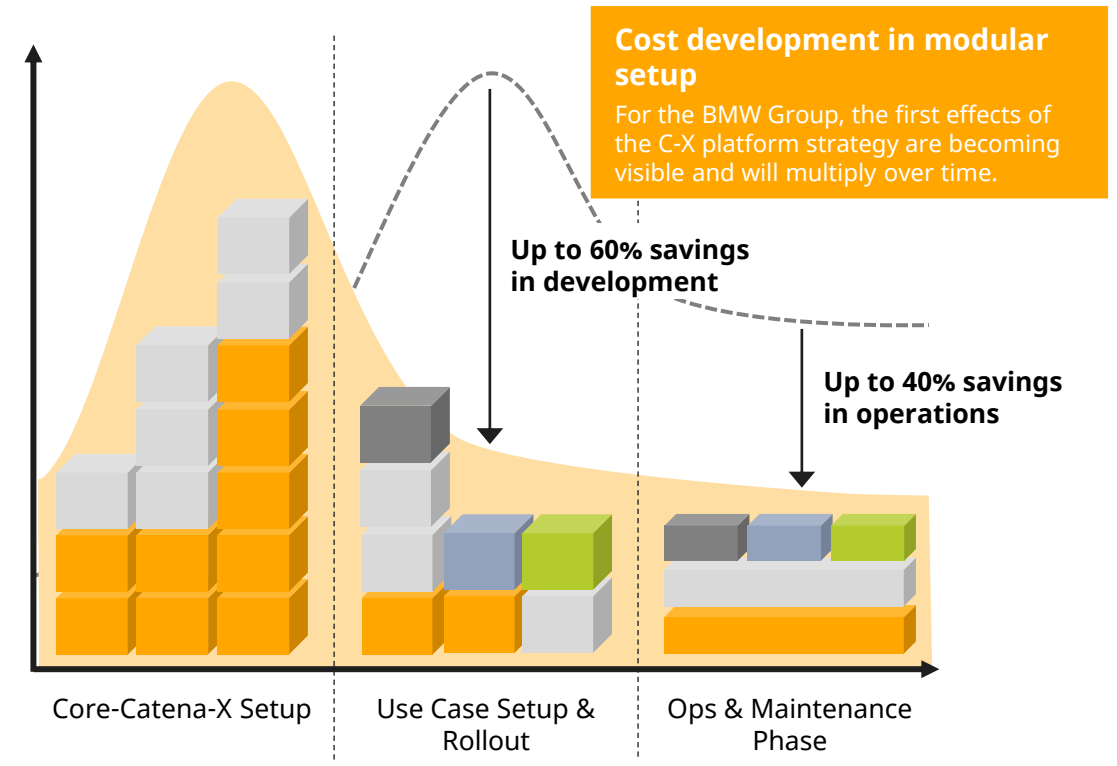 Cost development in modular
setup
For the BMW Group, the first effects of
the C-X platform strategy are becoming
visible and will multiply over time.
Up to 60% savings
in development
Up to 40% savings
in operations
Core-Catena-X Setup
Use Case Setup &
Rollout
Ops & Maintenance
Phase